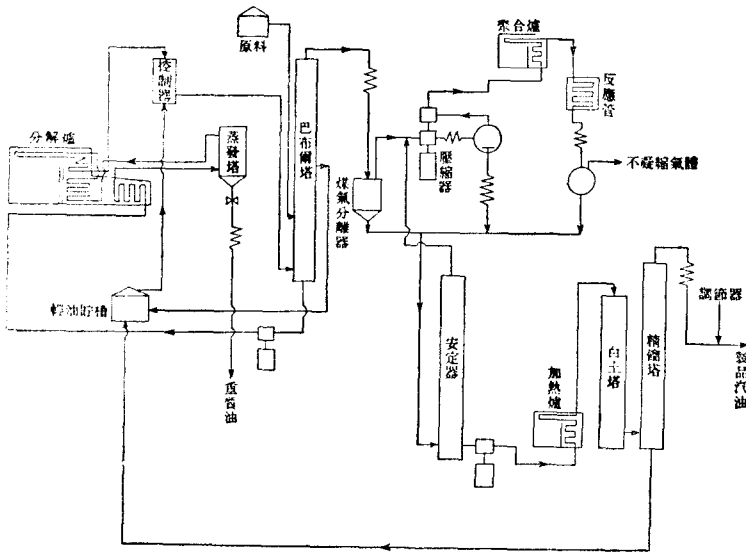 原料
聚合爐
控制器
反應管
分解爐
蒸發塔
巴布爾塔
壓縮器
不凝縮氣體
煤氣分離器
輕油貯槽
安定器
加熱爐
白土塔
精餾塔
調節器
製品汽油